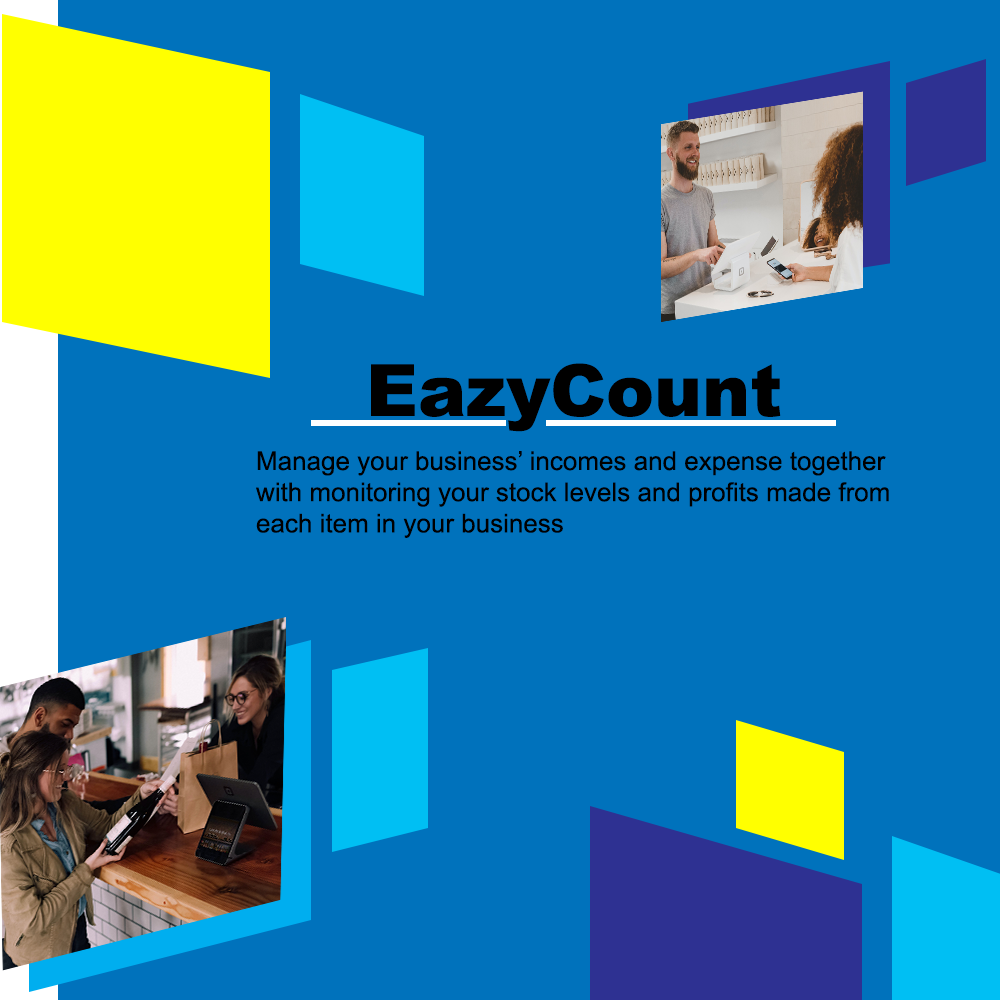 EazyCount
Manage your business’ incomes and expense together
with monitoring your stock levels and profits made from
each item in your business